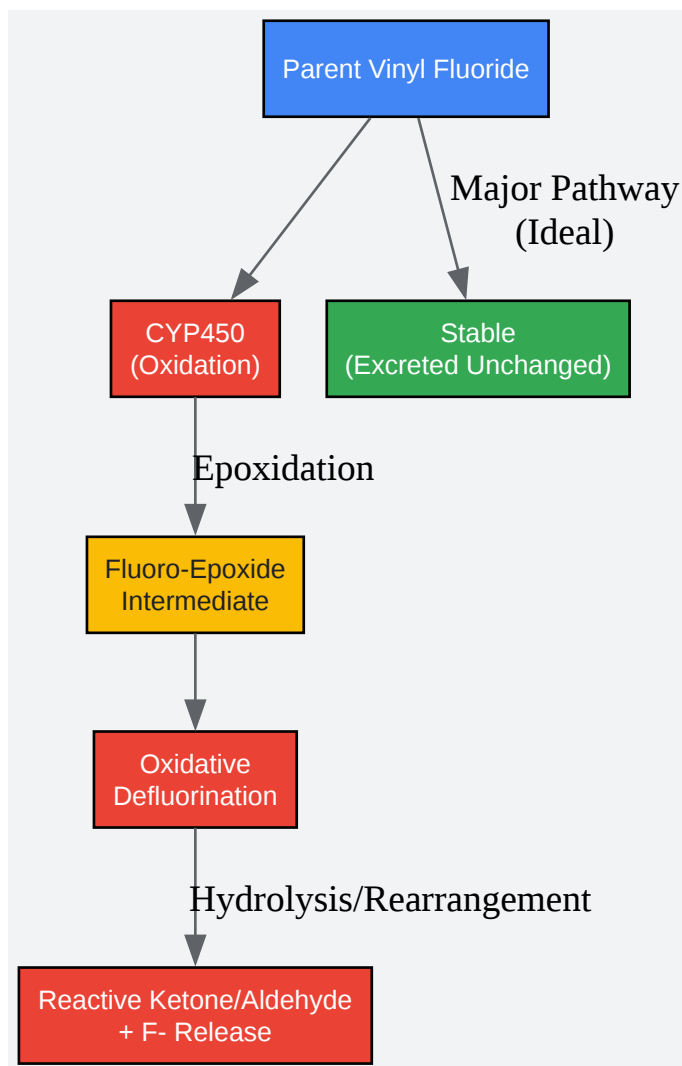 Parent Vinyl Fluoride
Major Pathway
(Ideal)
CYP450
(Oxidation)
Stable
(Excreted Unchanged)
Epoxidation
Fluoro-Epoxide
Intermediate
Oxidative
Defluorination
Hydrolysis/Rearrangement
Reactive Ketone/Aldehyde
+ F- Release